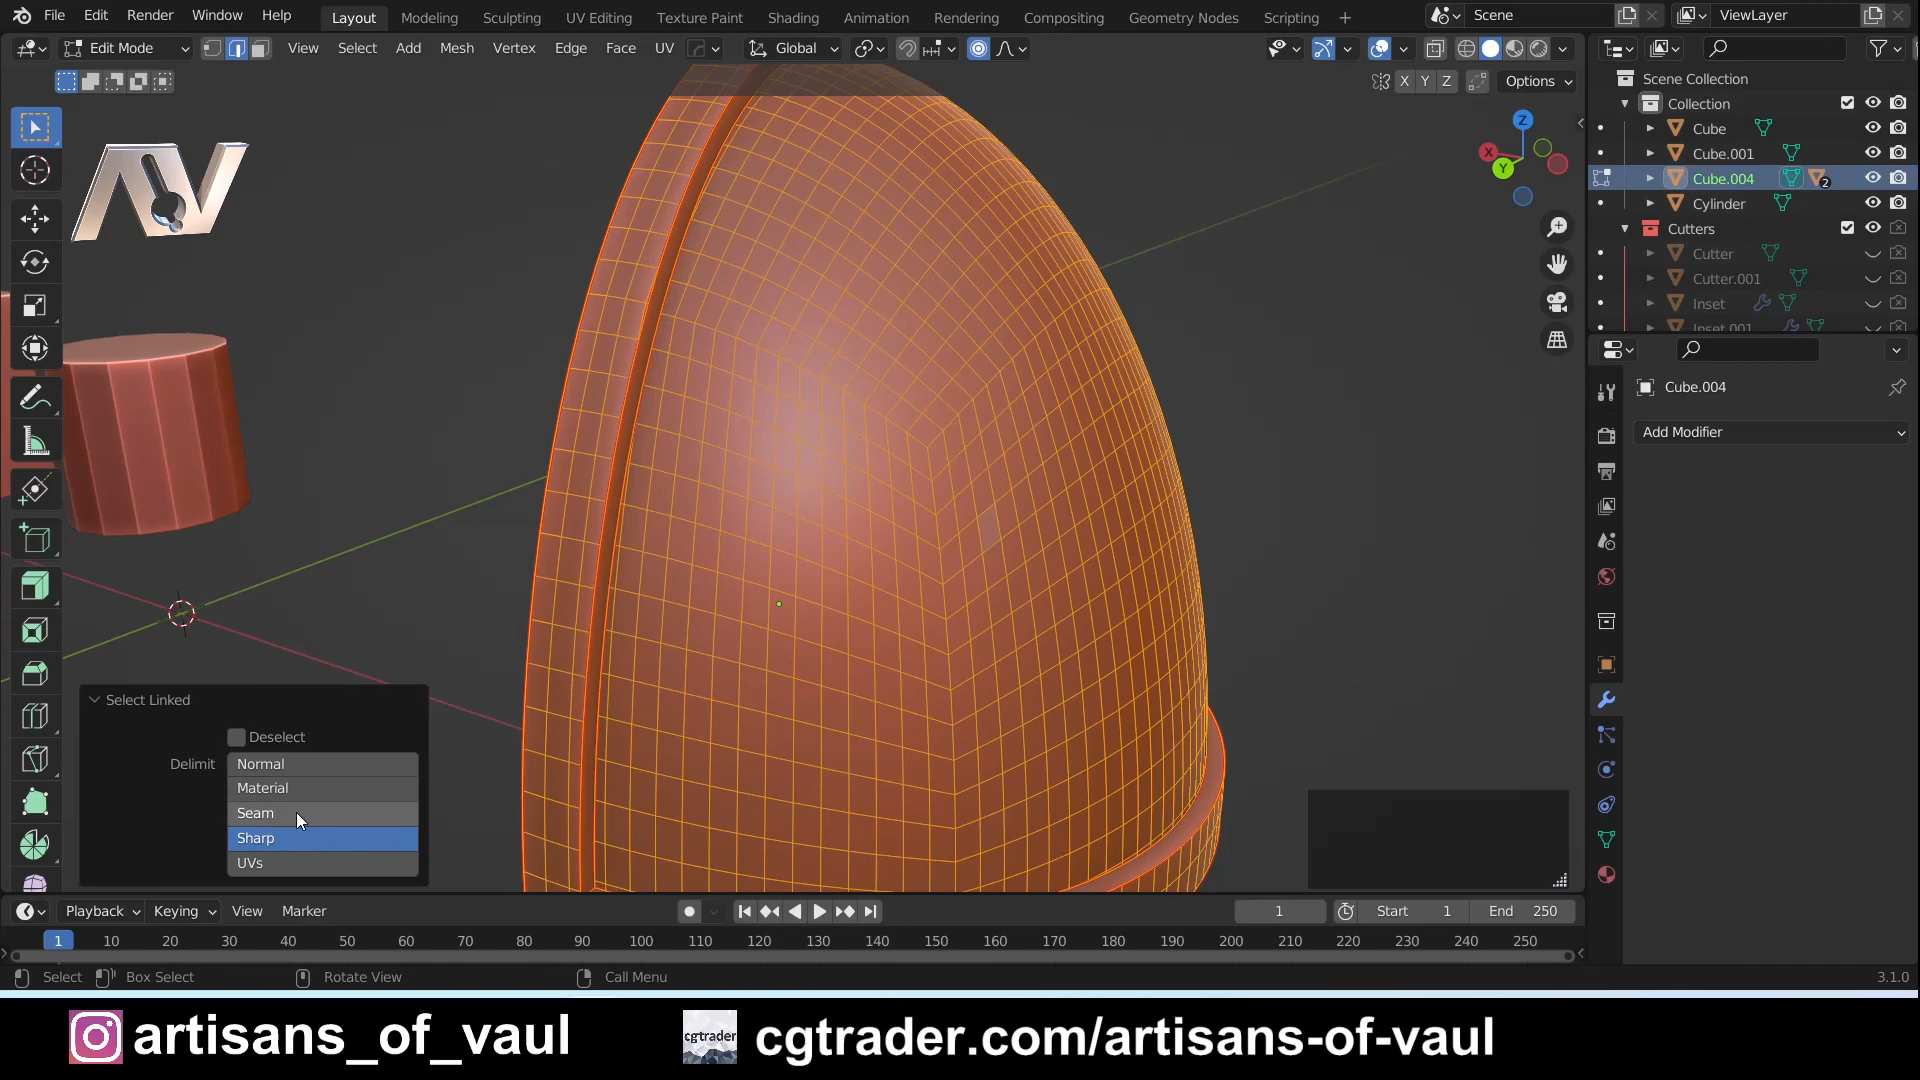 File Edit Render Window Help Layout Modeling Sculpting UV Editing Texture Paint Shading Animation Rendering Compositing Geometry Nodes Scripting + Scene ViewLayer
Edit Mode View Select Add Mesh Vertex Edge Face UV Global
X Y Z Options
Scene Collection
Collection
Cube
Cube.001
Cube.004 2
Cylinder
Cutters
Cutter
Cutter.001
Inset
Inset.001
Z
X
Y
AV
Cube.004
Add Modifier
Select Linked
Deselect
Delimit Normal
Material
Seam
Sharp
UVs
Playback Keying View Marker 1 Start 1 End 250
1 10 20 30 40 50 60 70 80 90 100 110 120 130 140 150 160 170 180 190 200 210 220 230 240 250
Select Box Select Rotate View Call Menu 3.1.0
artisans_of_vaul cgtrader cgtrader.com/artisans-of-vaul